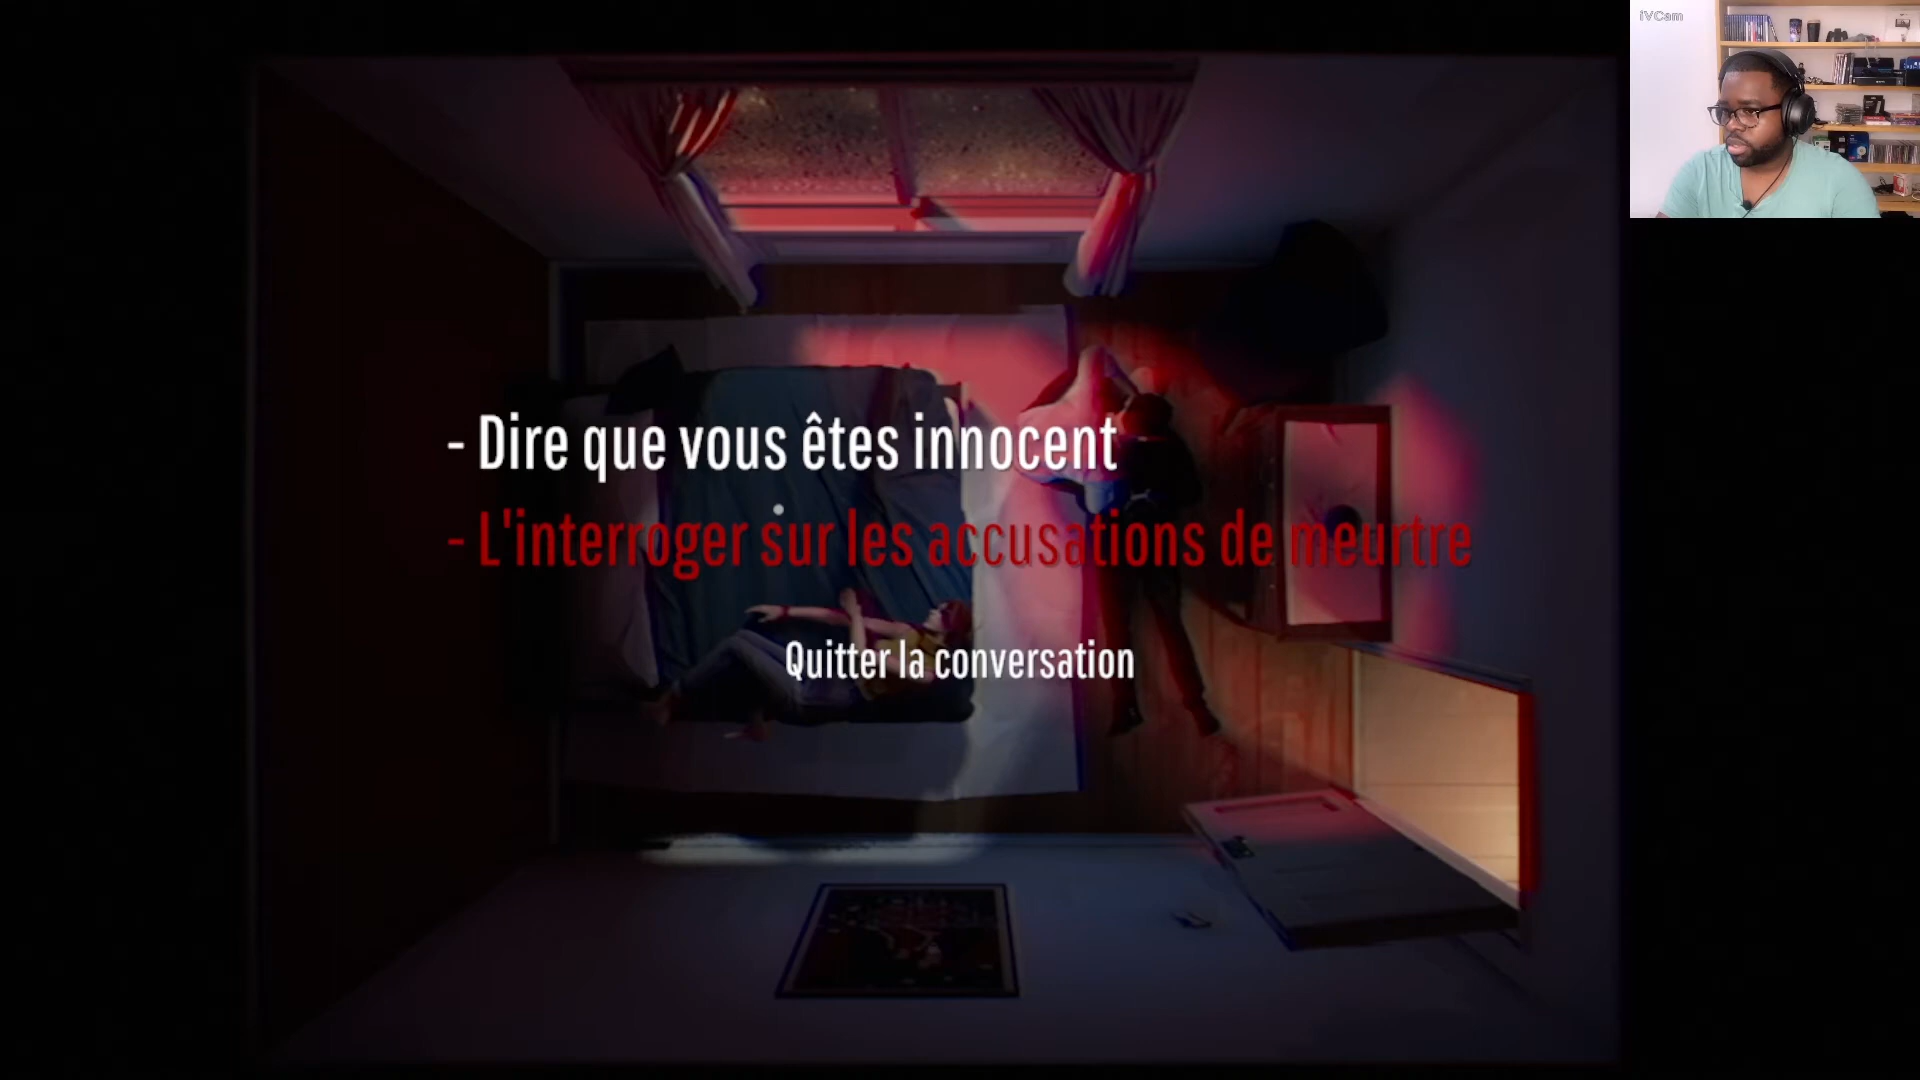 iVCam
- Dire que vous êtes innocent
- L'interroger sur les accusations de meurtre
Quitter la conversation